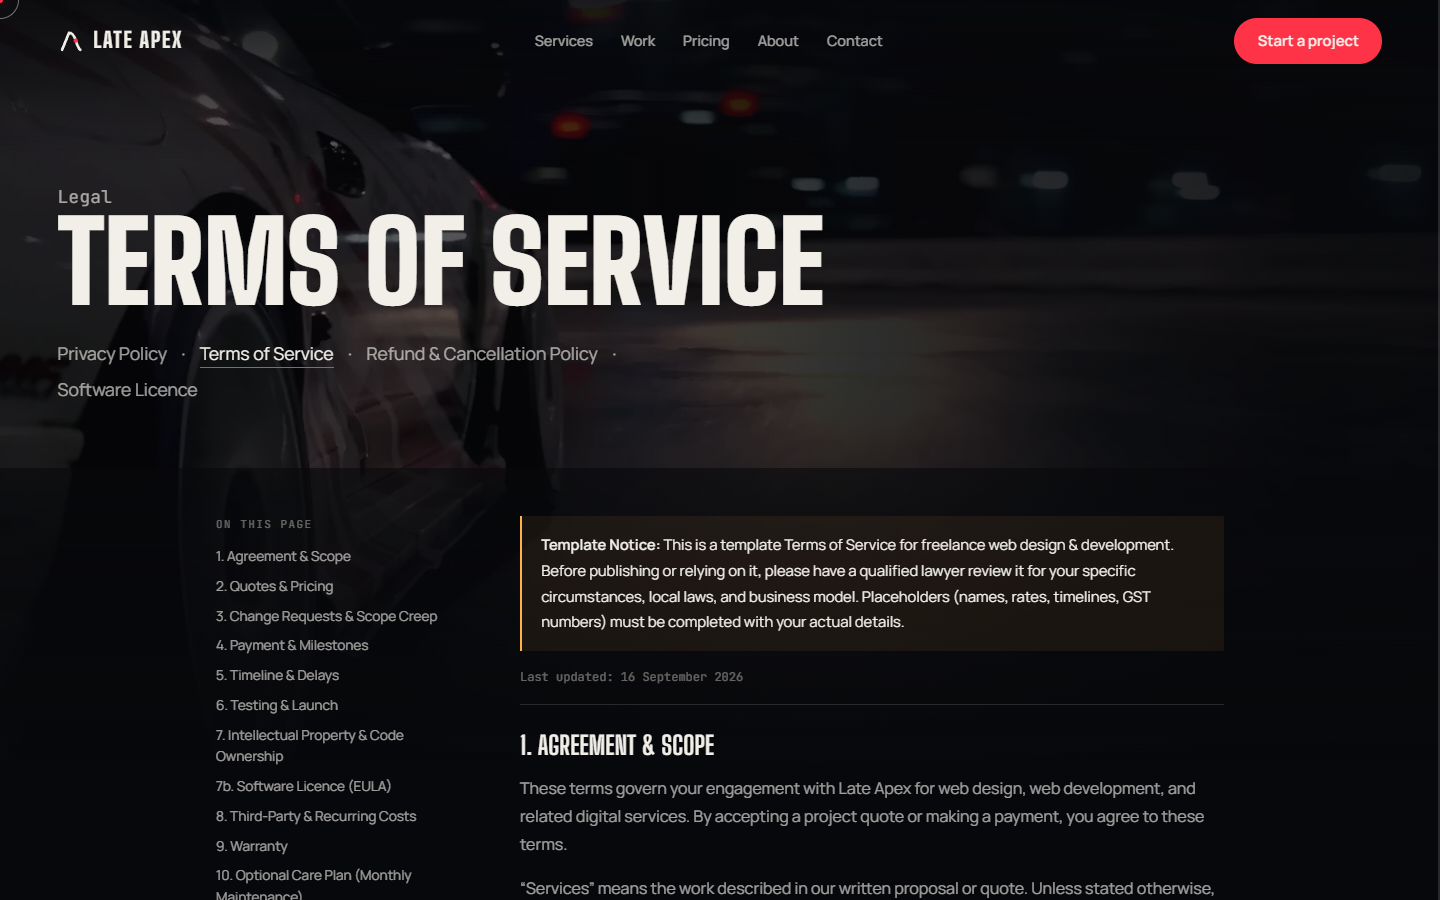 LATE APEX
Services
Work
Pricing
About
Contact
Start a project
Legal
TERMS OF SERVICE
Privacy Policy · Terms of Service · Refund & Cancellation Policy ·
Software Licence
ON THIS PAGE
1. Agreement & Scope
2. Quotes & Pricing
3. Change Requests & Scope Creep
4. Payment & Milestones
5. Timeline & Delays
6. Testing & Launch
7. Intellectual Property & Code
Ownership
7b. Software Licence (EULA)
8. Third-Party & Recurring Costs
9. Warranty
10. Optional Care Plan (Monthly
Maintenance)
Template Notice: This is a template Terms of Service for freelance web design & development.
Before publishing or relying on it, please have a qualified lawyer review it for your specific
circumstances, local laws, and business model. Placeholders (names, rates, timelines, GST
numbers) must be completed with your actual details.
Last updated: 16 September 2026
1. AGREEMENT & SCOPE
These terms govern your engagement with Late Apex for web design, web development, and
related digital services. By accepting a project quote or making a payment, you agree to these
terms.
“Services” means the work described in our written proposal or quote. Unless stated otherwise,